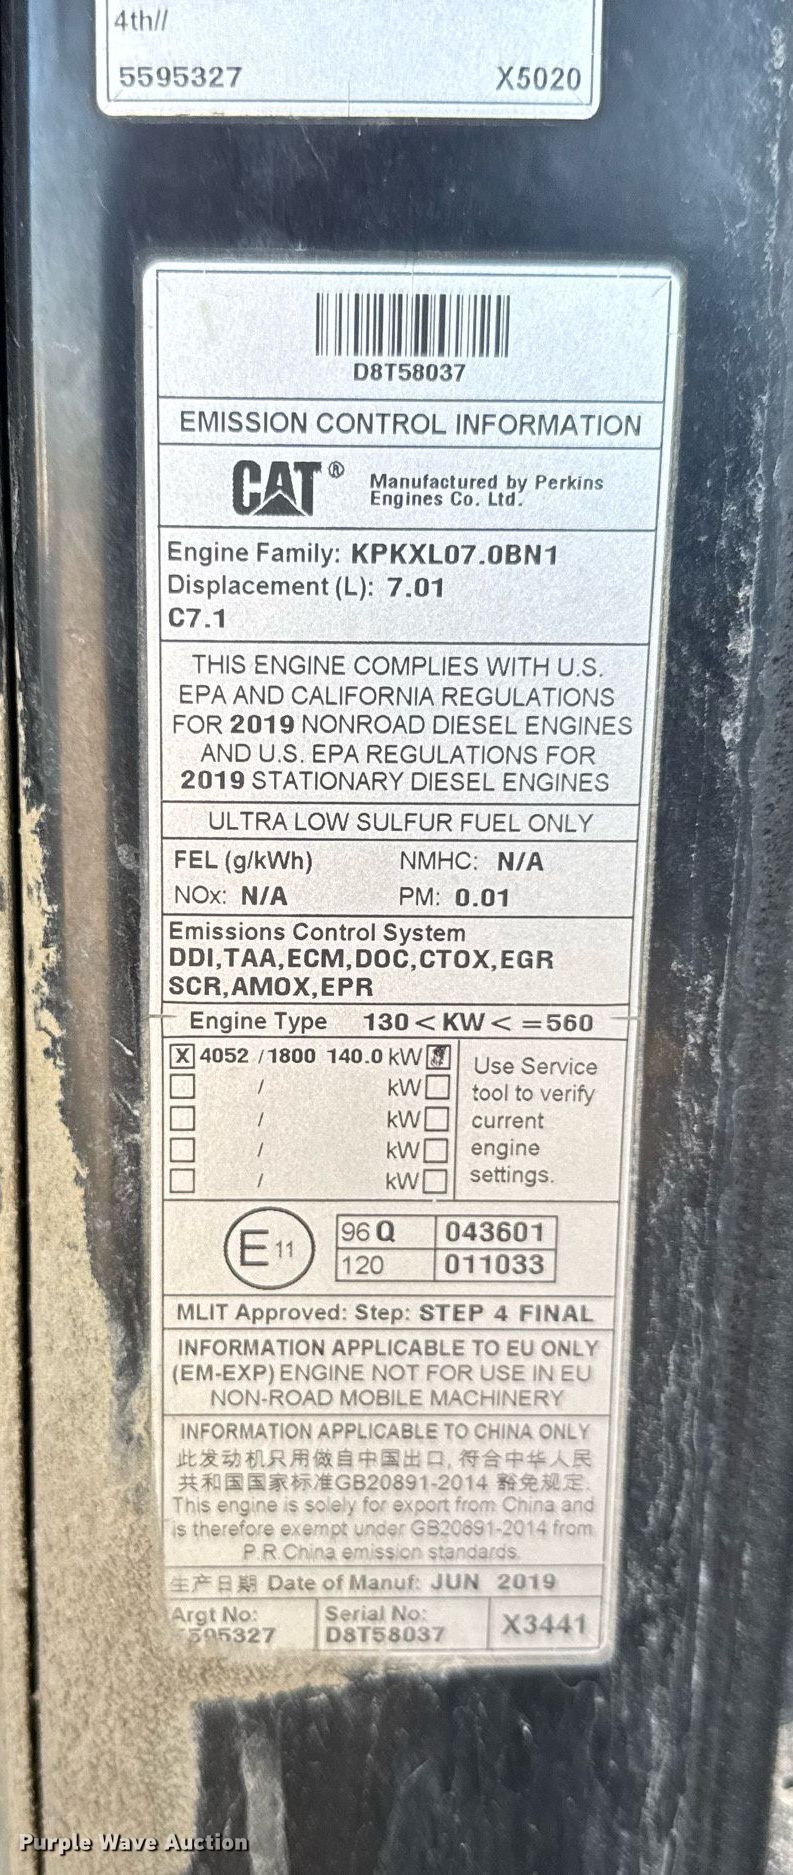 4th//
5595327 X5020
D8T58037
EMISSION CONTROL INFORMATION
CAT® Manufactured by Perkins
Engines Co. Ltd.
Engine Family: KPKXL07.0BN1
Displacement (L): 7.01
C7.1
THIS ENGINE COMPLIES WITH U.S.
EPA AND CALIFORNIA REGULATIONS
FOR 2019 NONROAD DIESEL ENGINES
AND U.S. EPA REGULATIONS FOR
2019 STATIONARY DIESEL ENGINES
ULTRA LOW SULFUR FUEL ONLY
FEL (g/kWh) NMHC: N/A
NOx: N/A PM: 0.01
Emissions Control System
DDI,TAA,ECM,DOC,CTOX,EGR
SCR,AMOX,EPR
Engine Type 130 < KW < =560
X 4052 /1800 140.0 kW
/ kW
/ kW
/ kW
/ kW
Use Service
tool to verify
current
engine
settings.
E 11
96 Q 043601
120 011033
MLIT Approved: Step: STEP 4 FINAL
INFORMATION APPLICABLE TO EU ONLY
(EM-EXP) ENGINE NOT FOR USE IN EU
NON-ROAD MOBILE MACHINERY
INFORMATION APPLICABLE TO CHINA ONLY
此发动机只用做自中国出口, 符合中华人民
共和国国家标准GB20891-2014 豁免规定.
This engine is solely for export from China and
is therefore exempt under GB20891-2014 from
P.R.China emission standards.
生产日期 Date of Manuf: JUN 2019
Argt No: Serial No:
5595327 D8T58037 X3441
Purple Wave Auction